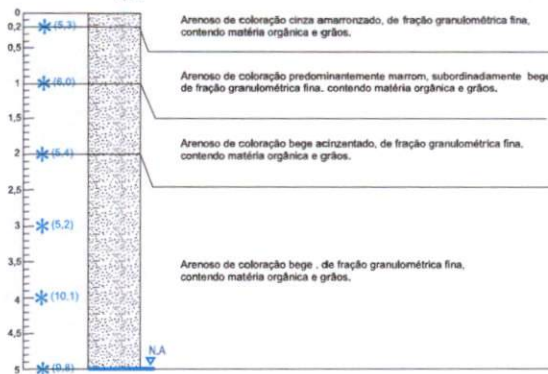 0
0,2 (5,3)
0,5
1 (6,0)
1,5
2 (5,4)
2,5
3 (5,2)
3,5
4 (10,1)
4,5
5 (9,8)
N.A
Arenoso de coloração cinza amarronzado, de fração granulométrica fina,
contendo matéria orgânica e grãos.
Arenoso de coloração predominantemente marrom, subordinadamente bege
de fração granulométrica fina. contendo matéria orgânica e grãos.
Arenoso de coloração bege acinzentado, de fração granulométrica fina,
contendo matéria orgânica e grãos.
Arenoso de coloração bege . de fração granulométrica fina,
contendo matéria orgânica e grãos.